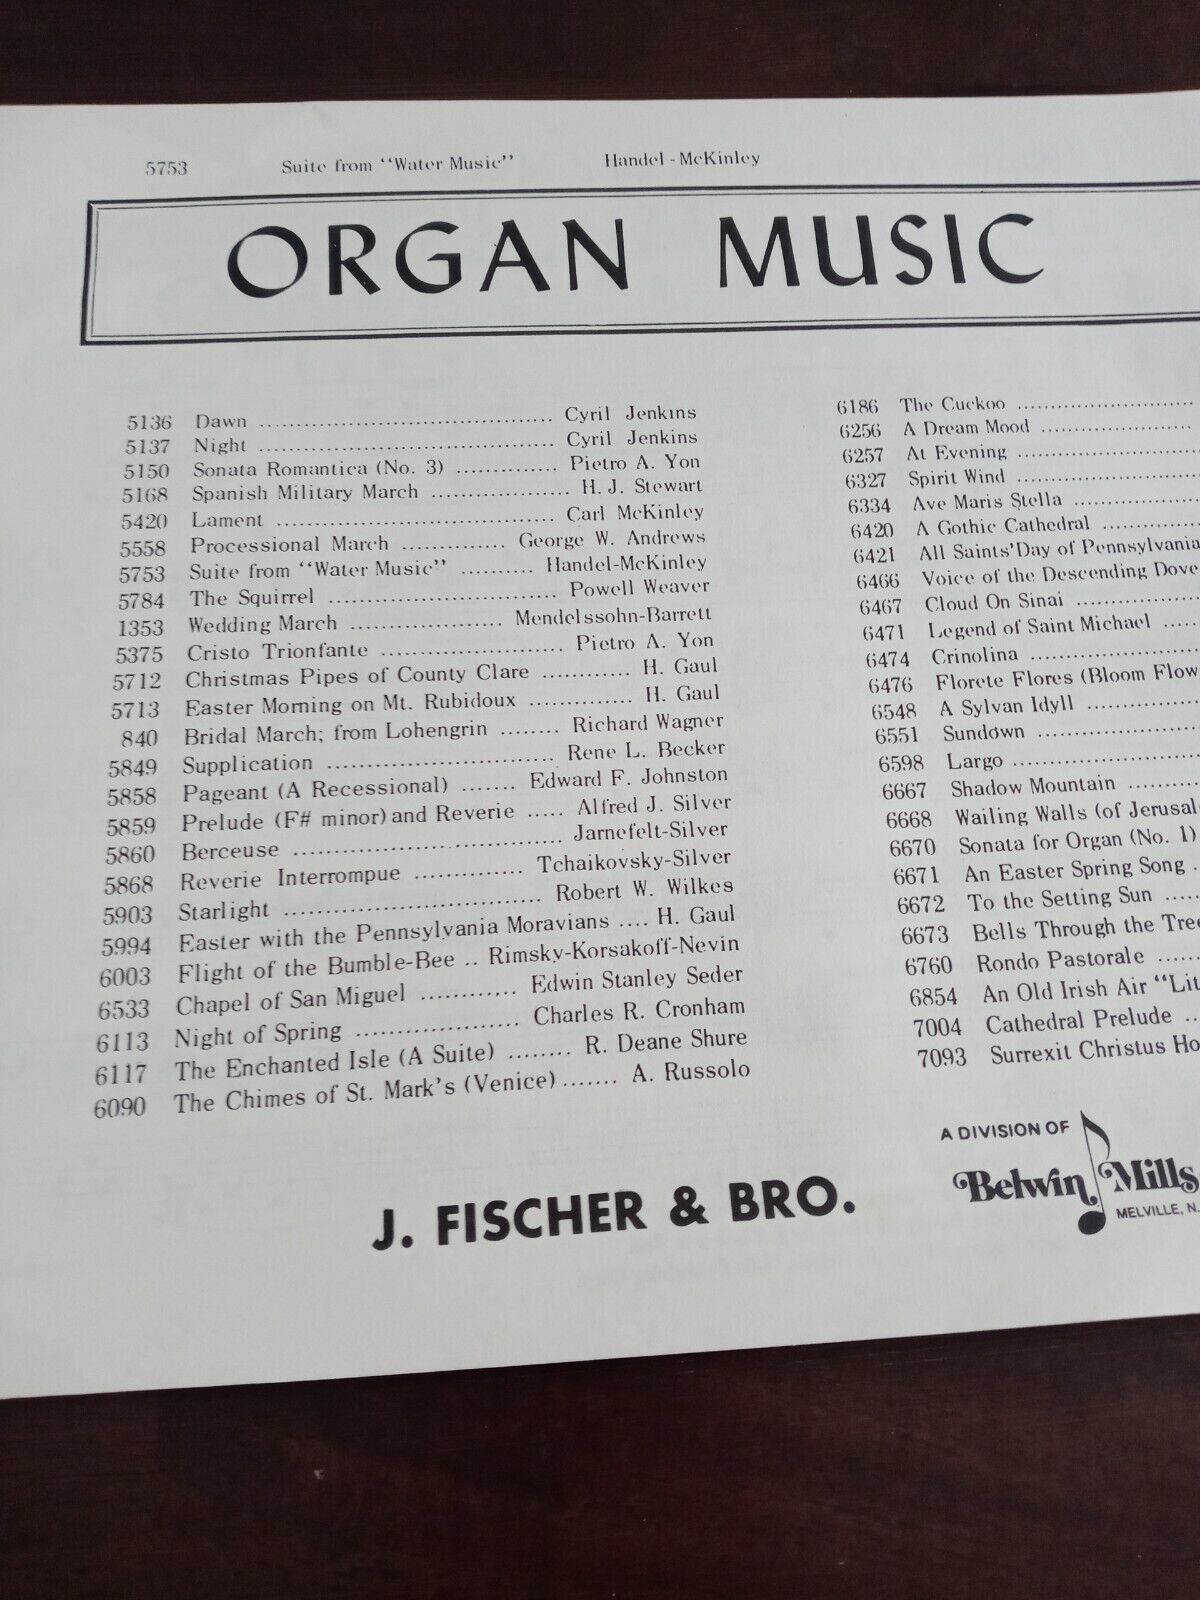 5753 Suite from "Water Music" Handel - McKinley
ORGAN MUSIC
5136 Dawn ........ Cyril Jenkins
5137 Night ........ Cyril Jenkins
5150 Sonata Romantica (No. 3) ........ Pietro A. Yon
5168 Spanish Military March ........ H. J. Stewart
5420 Lament ........ Carl McKinley
5558 Processional March ........ George W. Andrews
5753 Suite from "Water Music" ........ Handel-McKinley
5784 The Squirrel ........ Powell Weaver
1353 Wedding March ........ Mendelssohn-Barrett
5375 Cristo Trionfante ........ Pietro A. Yon
5712 Christmas Pipes of County Clare ........ H. Gaul
5713 Easter Morning on Mt. Rubidoux ........ H. Gaul
840 Bridal March; from Lohengrin ........ Richard Wagner
5849 Supplication ........ Rene L. Becker
5858 Pageant (A Recessional) ....... Edward F. Johnston
5859 Prelude (F# minor) and Reverie ..... Alfred J. Silver
5860 Berceuse ........ Jarnefelt-Silver
5868 Reverie Interrompue ........ Tchaikovsky-Silver
5903 Starlight ........ Robert W. Wilkes
5994 Easter with the Pennsylvania Moravians .... H. Gaul
6003 Flight of the Bumble-Bee .. Rimsky-Korsakoff-Nevin
6533 Chapel of San Miguel ........ Edwin Stanley Seder
6113 Night of Spring ........ Charles R. Cronham
6117 The Enchanted Isle (A Suite) ........ R. Deane Shure
6090 The Chimes of St. Mark's (Venice) ....... A. Russolo
6186 The Cuckoo ........
6256 A Dream Mood ........
6257 At Evening ........
6327 Spirit Wind ........
6334 Ave Maris Stella ........
6420 A Gothic Cathedral ........
6421 All Saints' Day of Pennsylvania
6466 Voice of the Descending Dove
6467 Cloud On Sinai ........
6471 Legend of Saint Michael .....
6474 Crinolina ........
6476 Florete Flores (Bloom Flow
6548 A Sylvan Idyll ........
6551 Sundown ........
6598 Largo ........
6667 Shadow Mountain ........
6668 Wailing Walls (of Jerusal
6670 Sonata for Organ (No. 1)
6671 An Easter Spring Song ..
6672 To the Setting Sun .....
6673 Bells Through the Tre
6760 Rondo Pastorale ......
6854 An Old Irish Air "Lit
7004 Cathedral Prelude ..
7093 Surrexit Christus Ho
J. FISCHER & BRO.
A DIVISION OF
Belwin Mills
MELVILLE, N.